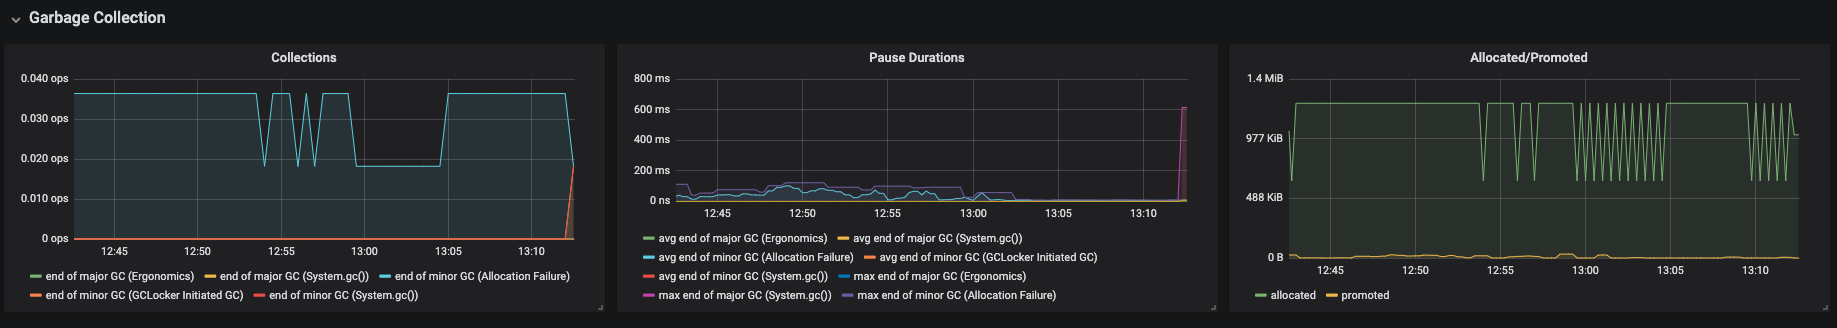 Garbage Collection
Collections
0.040 ops
0.030 ops
0.020 ops
0.010 ops
0 ops
12:45 12:50 12:55 13:00 13:05 13:10
end of major GC (Ergonomics) end of major GC (System.gc()) end of minor GC (Allocation Failure)
end of minor GC (GCLocker Initiated GC) end of minor GC (System.gc())
Pause Durations
800 ms
600 ms
400 ms
200 ms
0 ns
12:45 12:50 12:55 13:00 13:05 13:10
avg end of major GC (Ergonomics) avg end of major GC (System.gc())
avg end of minor GC (Allocation Failure) avg end of minor GC (GCLocker Initiated GC)
avg end of minor GC (System.gc()) max end of major GC (Ergonomics)
max end of major GC (System.gc()) max end of minor GC (Allocation Failure)
Allocated/Promoted
1.4 MiB
977 KiB
488 KiB
0 B
12:45 12:50 12:55 13:00 13:05 13:10
allocated promoted